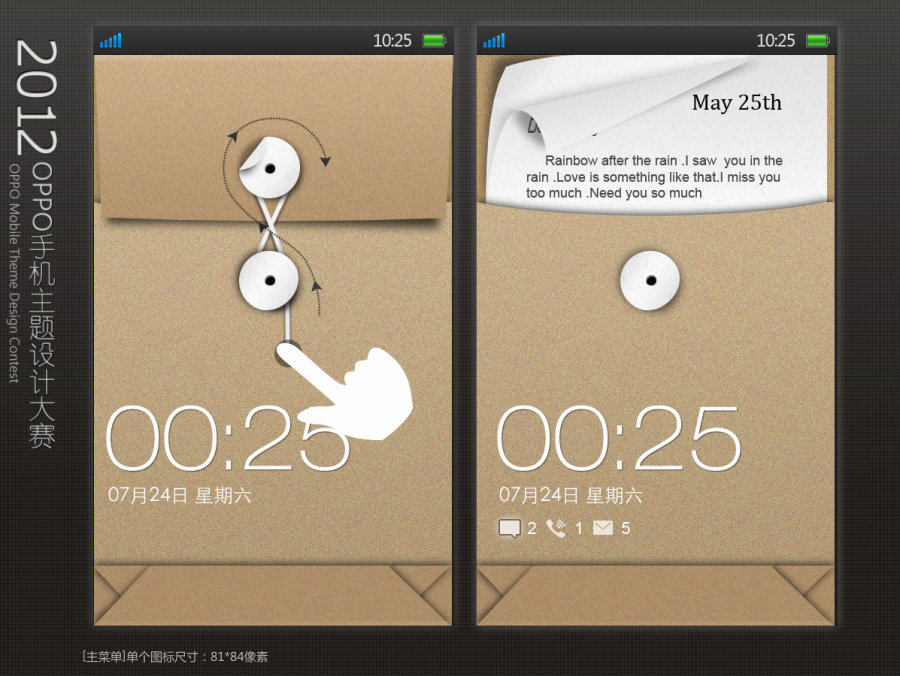 2012 OPPO手机主题设计大赛
OPPO Mobile Theme Design Contest
10:25
00:25
07月24日 星期六
10:25
May 25th
Rainbow after the rain .I saw you in the
rain .Love is something like that.I miss you
too much .Need you so much
00:25
07月24日 星期六
2 1 5
[主菜单]单个图标尺寸：81*84像素